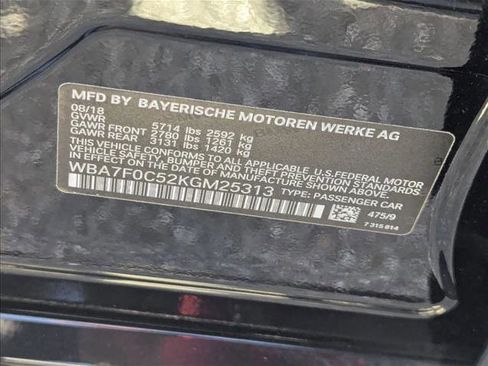 MFD BY BAYERISCHE MOTOREN WERKE AG
08/18
GVWR 5714 lbs 2592 kg
GAWR FRONT 2780 lbs 1261 kg
GAWR REAR 3131 lbs 1420 kg
THIS VEHICLE CONFORMS TO ALL APPLICABLE U.S.FEDERAL MOTOR
VEHICLE SAFETY, BUMPER AND THEFT PREVENTION STANDARDS
IN EFFECT ON THE DATE OF MANUFACTURE SHOWN ABOVE.
WBA7F0C52KGM25313 TYPE: PASSENGER CAR
475/9
7 315 814